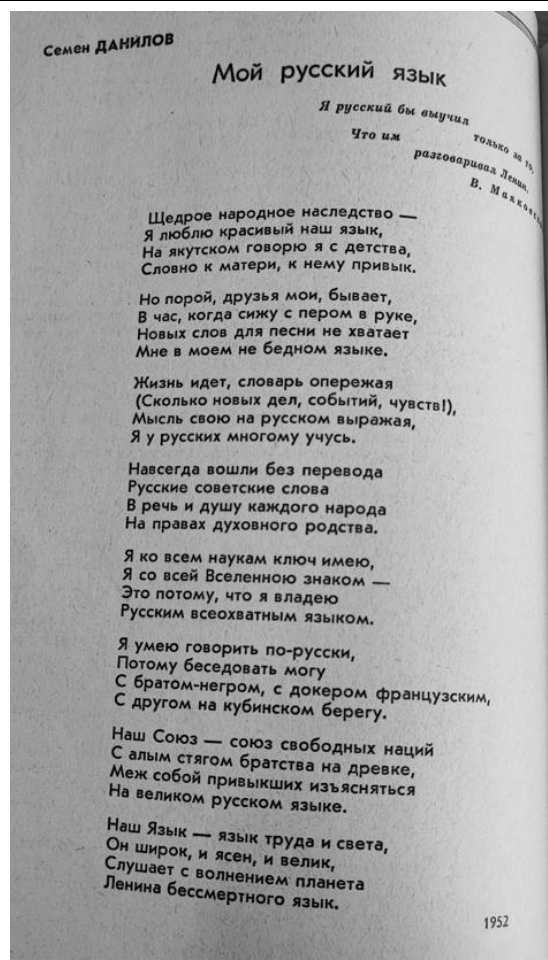 Семен ДАНИЛОВ
Мой русский язык
Я русский бы выучил
только за то,
Что им
разговаривал Ленин.
В. Маяковс
Щедрое народное наследство —
Я люблю красивый наш язык,
На якутском говорю я с детства,
Словно к матери, к нему привык.
Но порой, друзья мои, бывает,
В час, когда сижу с пером в руке,
Новых слов для песни не хватает
Мне в моем не бедном языке.
Жизнь идет, словарь опережая
(Сколько новых дел, событий, чувств!),
Мысль свою на русском выражая,
Я у русских многому учусь.
Навсегда вошли без перевода
Русские советские слова
В речь и душу каждого народа
На правах духовного родства.
Я ко всем наукам ключ имею,
Я со всей Вселенною знаком —
Это потому, что я владею
Русским всеохватным языком.
Я умею говорить по-русски,
Потому беседовать могу
С братом-негром, с докером французским,
С другом на кубинском берегу.
Наш Союз — союз свободных наций
С алым стягом братства на древке,
Меж собой привыкших изъясняться
На великом русском языке.
Наш Язык — язык труда и света,
Он широк, и ясен, и велик,
Слушает с волнением планета
Ленина бессмертного язык.
1952